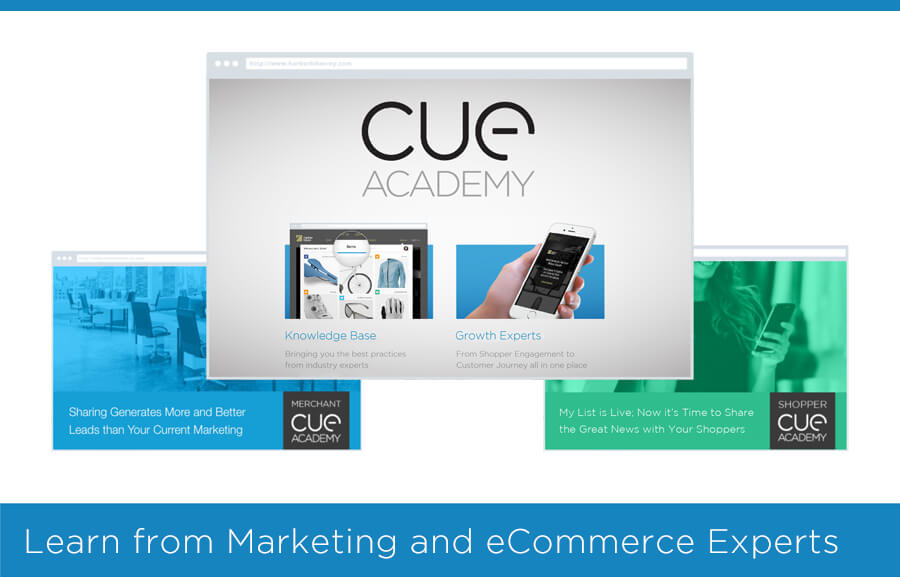 CUE
ACADEMY
Knowledge Base
Bringing you the best practices
from industry experts
Growth Experts
From Shopper Engagement to
Customer Journey all in one place
Sharing Generates More and Better
Leads than Your Current Marketing
MERCHANT
CUE
ACADEMY
My List is Live; Now it's Time to Share
the Great News with Your Shoppers
SHOPPER
CUE
ACADEMY
Learn from Marketing and eCommerce Experts